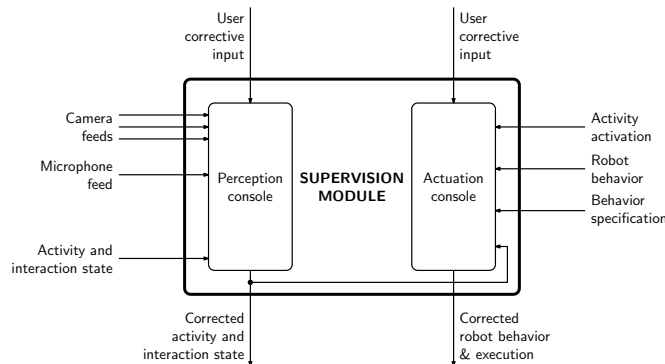 User
corrective
input
User
corrective
input
Camera
feeds
Microphone
feed
Activity and
interaction state
Perception
console
SUPERVISION
MODULE
Actuation
console
Activity
activation
Robot
behavior
Behavior
specification
Corrected
activity and
interaction state
Corrected
robot behavior
& execution